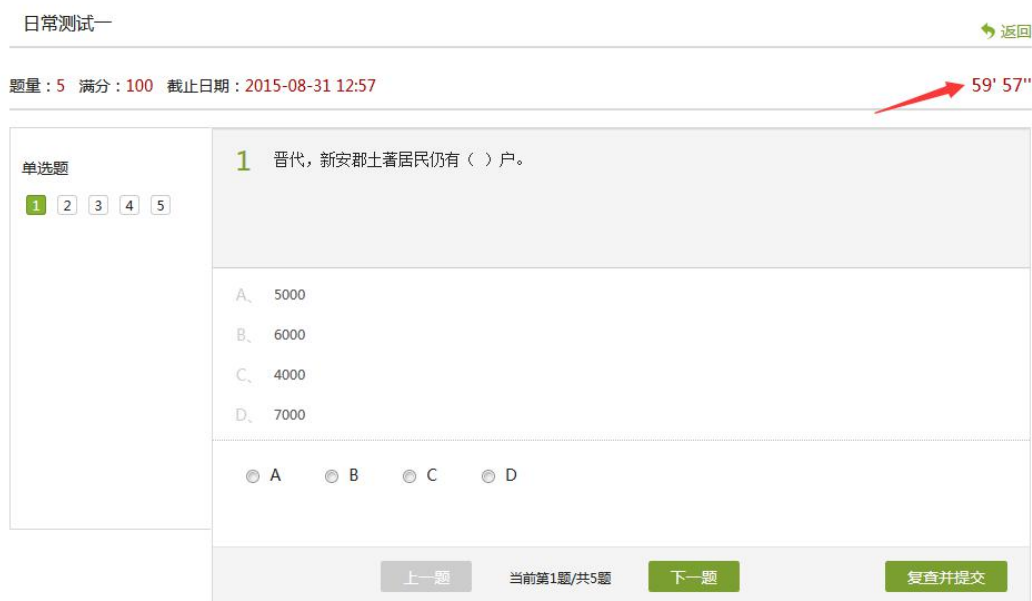 日常测试一
返回
题量：5 满分：100 截止日期：2015-08-31 12:57
59' 57''
单选题
1 2 3 4 5
1 晋代，新安郡土著居民仍有（ ）户。
A、 5000
B、 6000
C、 4000
D、 7000
A B C D
上一题 当前第1题/共5题 下一题 复查并提交